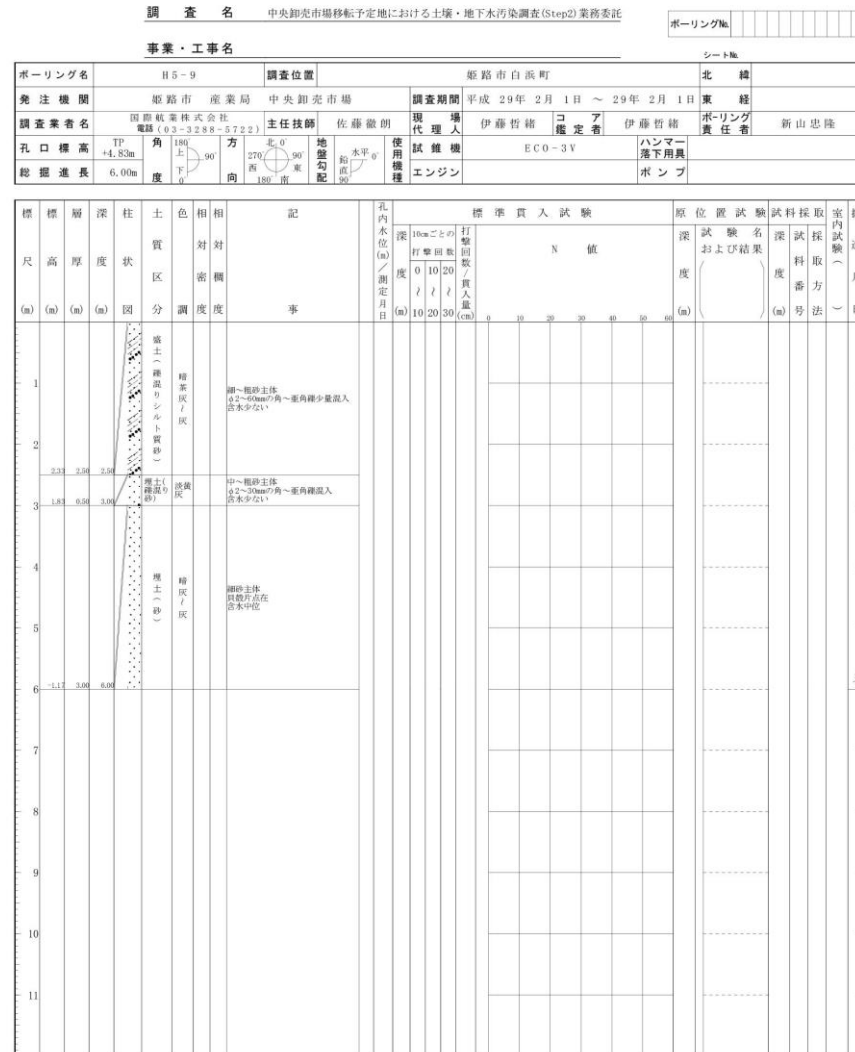 調査名 中央卸売市場移転予定地における土壌・地下水汚染調査(Step2)業務委託
ボーリングNo.
事業・工事名
シートNo.
ボーリング名 H5-9 調査位置 姫路市白浜町 北緯
発注機関 姫路市 産業局 中央卸売市場 調査期間 平成 29年 2月 1日 ～ 29年 2月 1日 東経
調査業者名 国際航業株式会社 電話(03-3288-5722) 主任技師 佐藤徹朗 現場代理人 伊藤哲緒 コア鑑定者 伊藤哲緒 ボーリング責任者 新山忠隆
孔口標高 TP +4.83m 角度 180° 上 下 0° 90° 方向 北 0° 270° 西 90° 東 180° 南 地盤勾配 水平 0° 鉛直 90° 使用機種 試錐機 ECO-3V ハンマー落下用具
総掘進長 6.00m エンジン ポンプ
標尺(m) 標高(m) 層厚(m) 深度(m) 柱状図 土質区分 色調 相対密度 相対稠度 記事 孔内水位(m)／測定月日 標準貫入試験 原位置試験 試料採取 室内試験( )
深度(m) 10cmごとの打撃回数 打撃回数／貫入量(cm) N 値 深度(m) 試験名および結果( ) 深度(m) 試料番号 採取方法
0 10 20
～ ～ ～
10 20 30
0 10 20 30 40 50 60
盛土(礫混りシルト質砂) 暗茶灰～灰
1
細～粗砂主体
φ2～60mmの角～亜角礫少量混入
含水少ない
2
2.33 2.50 2.50
埋土(礫混り砂) 淡黄灰
中～粗砂主体
φ2～30mmの角～亜角礫混入
含水少ない
3 1.83 0.50 3.00
4
埋土(砂) 暗灰～灰
細砂主体
貝殻片点在
含水中位
5
6 -1.17 3.00 6.00
7
8
9
10
11